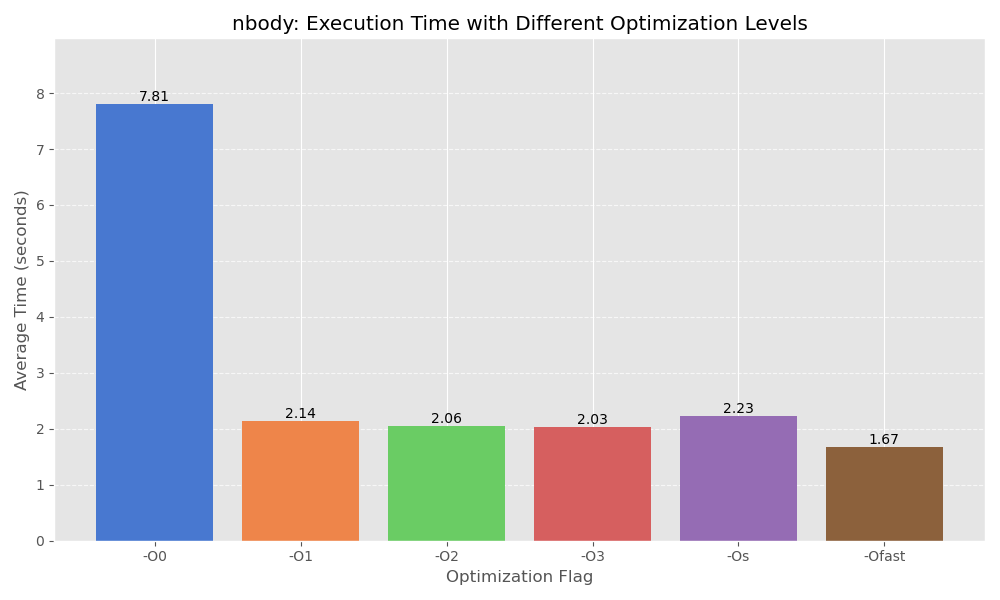 nbody: Execution Time with Different Optimization Levels
Average Time (seconds)
8
7
6
5
4
3
2
1
0
7.81
2.14
2.06
2.03
2.23
1.67
-O0
-O1
-O2
-O3
-Os
-Ofast
Optimization Flag